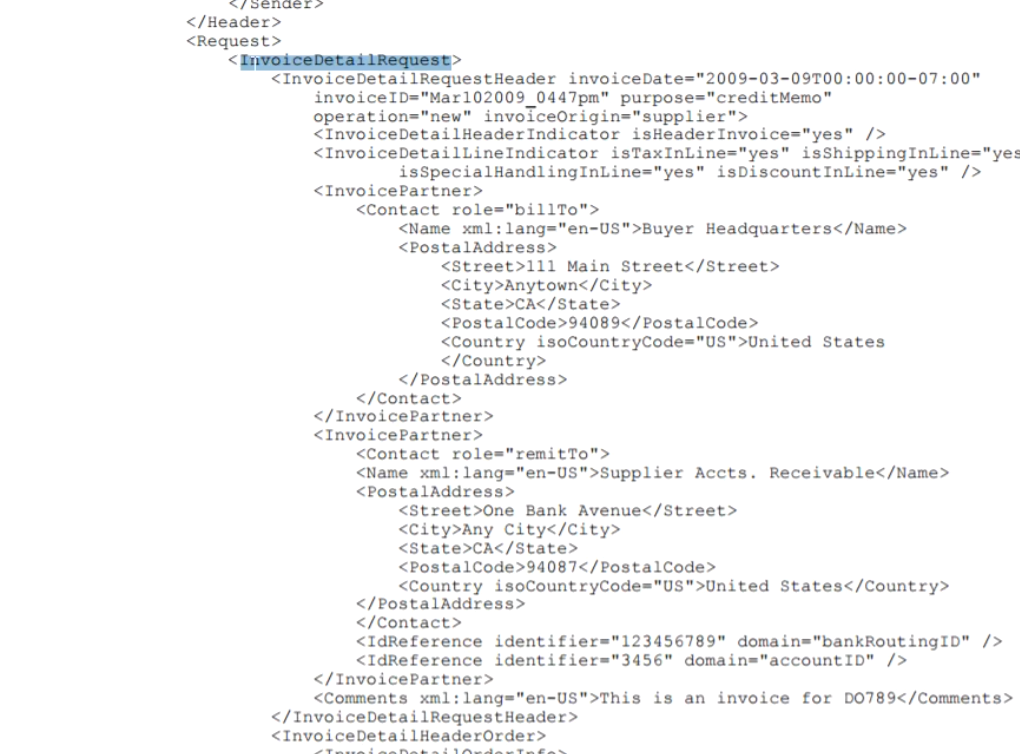 </Sender>
</Header>
<Request>
<InvoiceDetailRequest>
<InvoiceDetailRequestHeader invoiceDate="2009-03-09T00:00:00-07:00"
invoiceID="Mar102009_0447pm" purpose="creditMemo"
operation="new" invoiceOrigin="supplier">
<InvoiceDetailHeaderIndicator isHeaderInvoice="yes" />
<InvoiceDetailLineIndicator isTaxInLine="yes" isShippingInLine="yes
isSpecialHandlingInLine="yes" isDiscountInLine="yes" />
<InvoicePartner>
<Contact role="billTo">
<Name xml:lang="en-US">Buyer Headquarters</Name>
<PostalAddress>
<Street>111 Main Street</Street>
<City>Anytown</City>
<State>CA</State>
<PostalCode>94089</PostalCode>
<Country isoCountryCode="US">United States
</Country>
</PostalAddress>
</Contact>
</InvoicePartner>
<InvoicePartner>
<Contact role="remitTo">
<Name xml:lang="en-US">Supplier Accts. Receivable</Name>
<PostalAddress>
<Street>One Bank Avenue</Street>
<City>Any City</City>
<State>CA</State>
<PostalCode>94087</PostalCode>
<Country isoCountryCode="US">United States</Country>
</PostalAddress>
</Contact>
<IdReference identifier="123456789" domain="bankRoutingID" />
<IdReference identifier="3456" domain="accountID" />
</InvoicePartner>
<Comments xml:lang="en-US">This is an invoice for DO789</Comments>
</InvoiceDetailRequestHeader>
<InvoiceDetailHeaderOrder>
<InvoiceDetailOrderInfo>